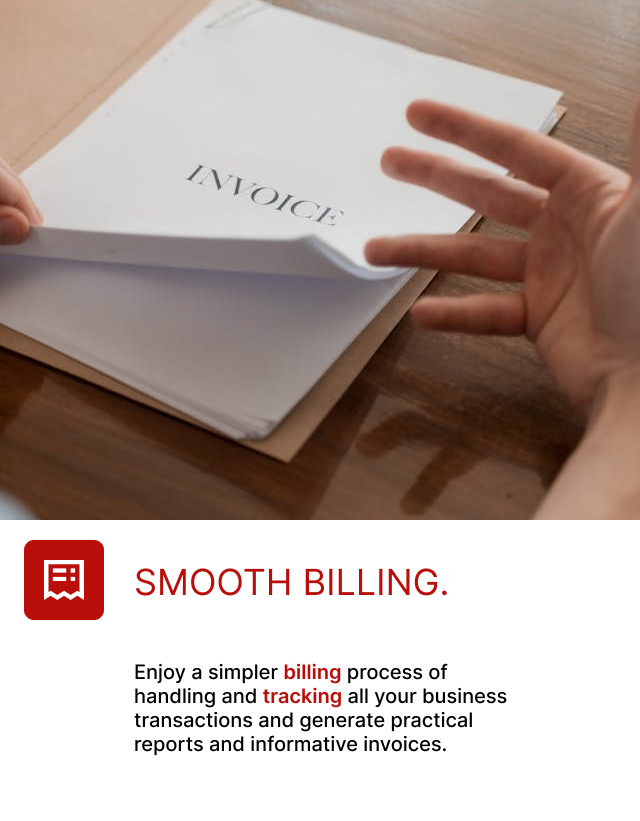 INVOICE
SMOOTH BILLING.
Enjoy a simpler billing process of
handling and tracking all your business
transactions and generate practical
reports and informative invoices.